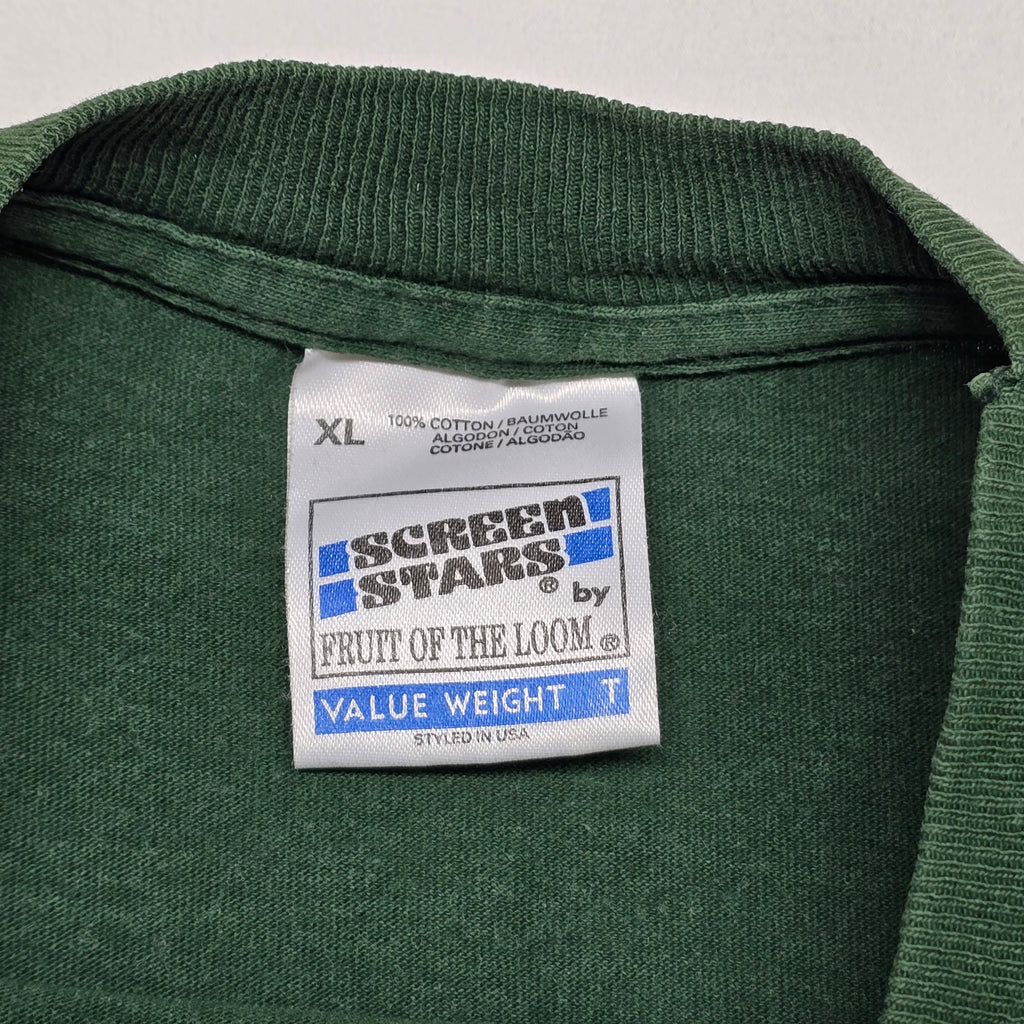 XL
100% COTTON / BAUMWOLLE
ALGODON / COTON
COTONE / ALGODÃO
SCREEN
STARS® by
FRUIT OF THE LOOM®
VALUE WEIGHT T
STYLED IN USA